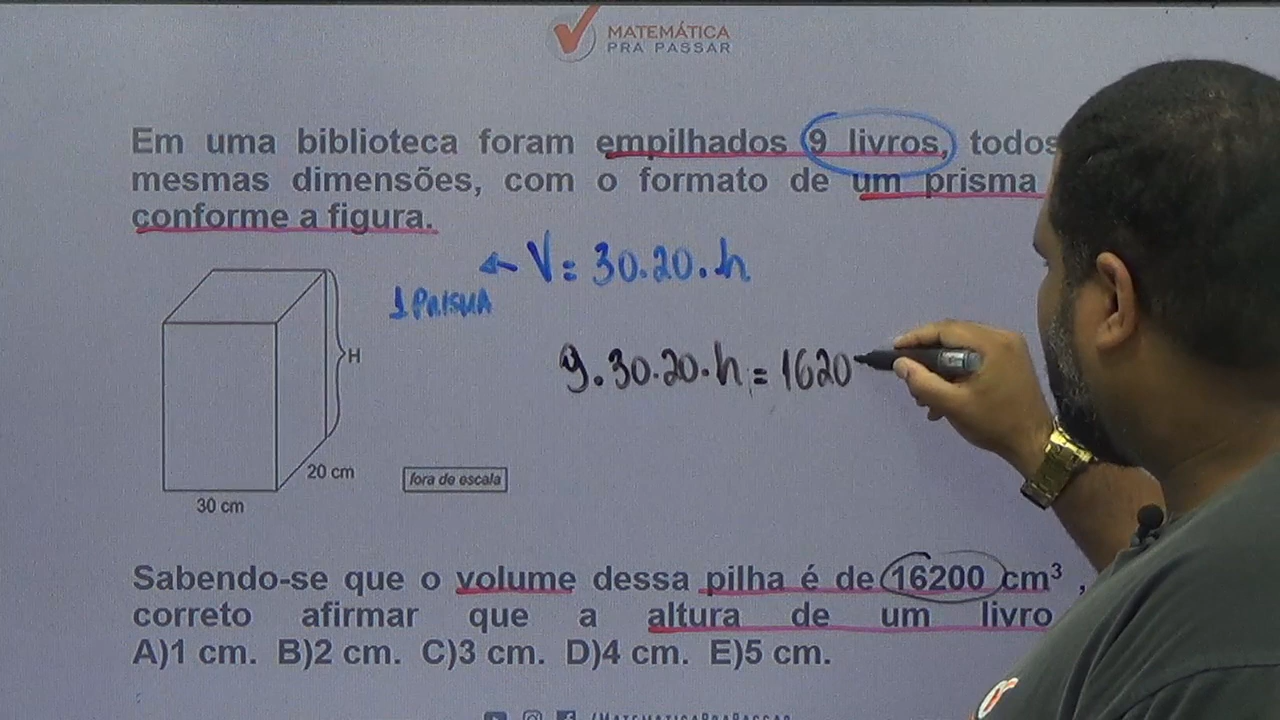 MATEMÁTICA
PRA PASSAR
Em uma biblioteca foram empilhados 9 livros, todos
mesmas dimensões, com o formato de um prisma
conforme a figura.
V = 30.20.h
1 PRISMA
H
9.30.20.h = 1620
20 cm
fora de escala
30 cm
Sabendo-se que o volume dessa pilha é de 16200 cm³ ,
correto afirmar que a altura de um livro
A)1 cm. B)2 cm. C)3 cm. D)4 cm. E)5 cm.
/MATEMATICAPRAPASSAR